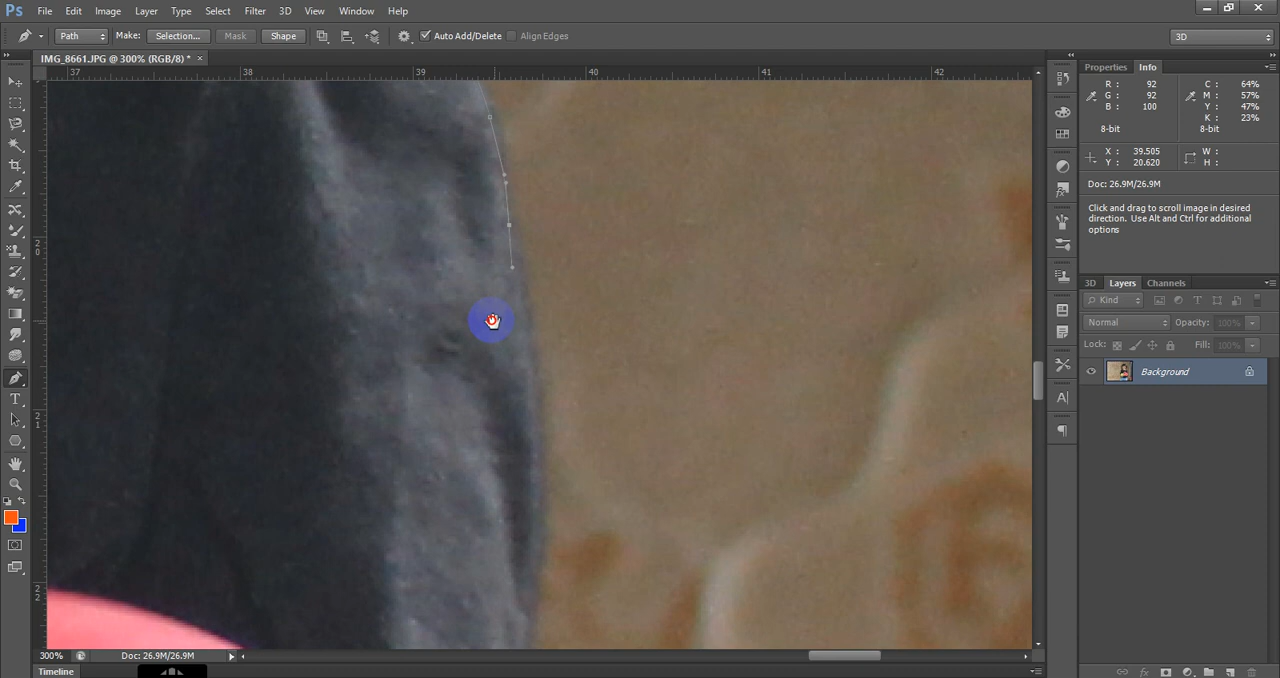 Ps File Edit Image Layer Type Select Filter 3D View Window Help
Path Make: Selection... Mask Shape Auto Add/Delete Align Edges 3D
IMG_8661.JPG @ 300% (RGB/8) * ×
37 38 39 40 41 42
20
21
22
Properties Info
R : 92 C : 64%
G : 92 M : 57%
B : 100 Y : 47%
K : 23%
8-bit 8-bit
X : 39.505 W :
Y : 20.620 H :
Doc: 26.9M/26.9M
Click and drag to scroll image in desired
direction. Use Alt and Ctrl for additional
options
3D Layers Channels
Kind
Normal Opacity: 100%
Lock: Fill: 100%
Background
300% Doc: 26.9M/26.9M
Timeline